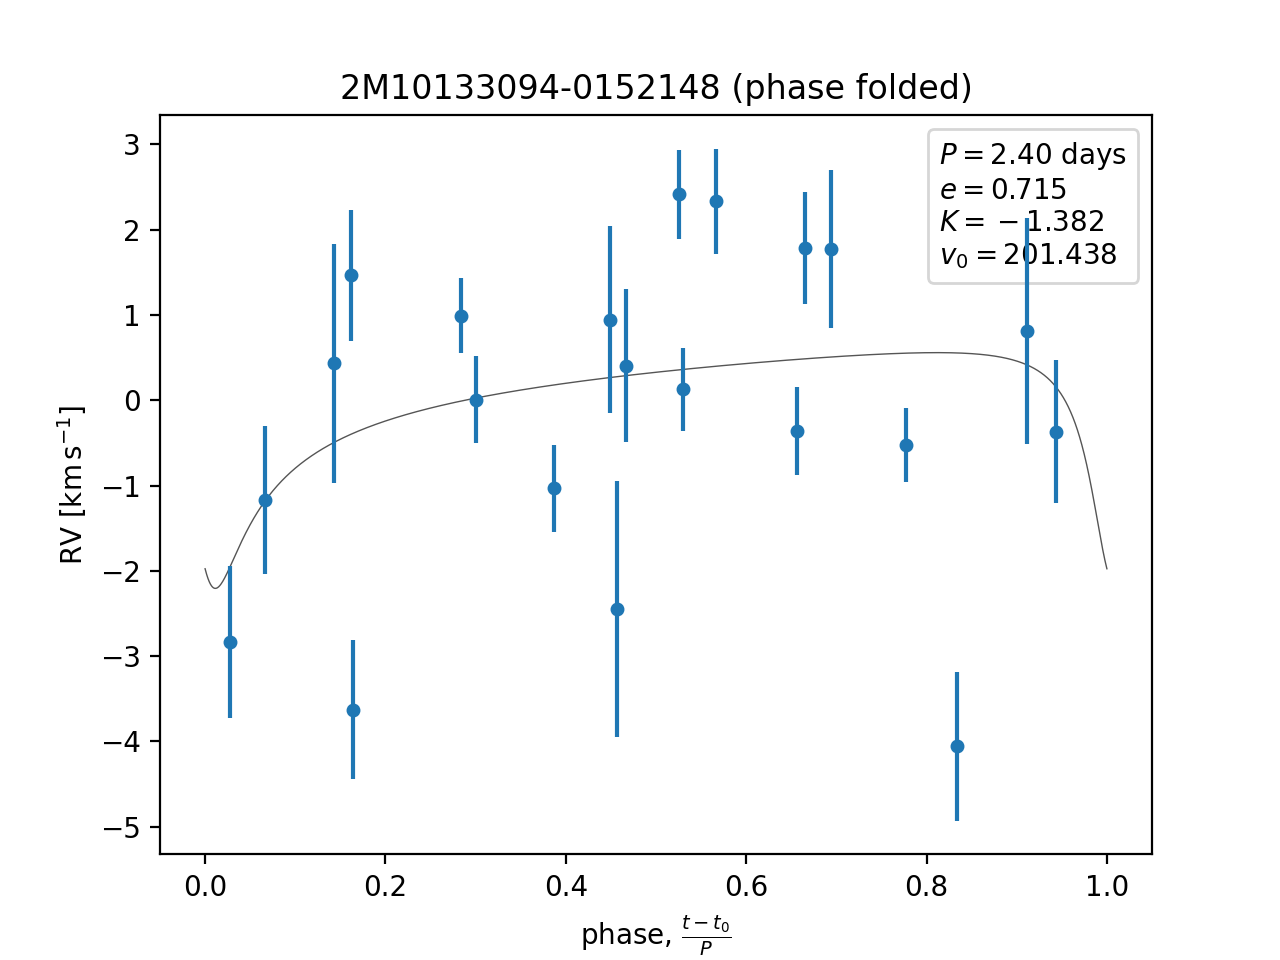 2M10133094-0152148 (phase folded)
P = 2.40 days
e = 0.715
K = −1.382
v₀ = 201.438
3
2
1
0
−1
−2
−3
−4
−5
RV [km s⁻¹]
0.0 0.2 0.4 0.6 0.8 1.0
phase, (t − t₀)/P